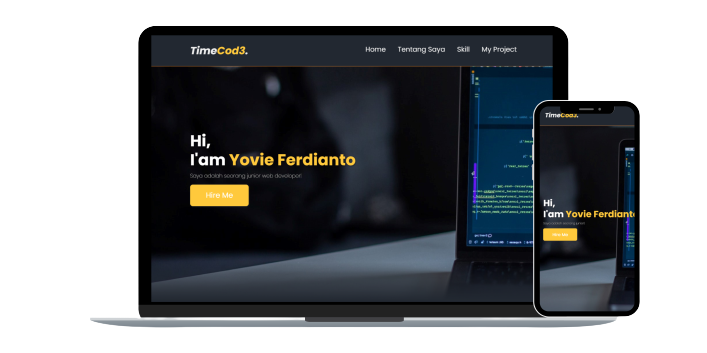 TimeCod3.
Home Tentang Saya Skill My Project
Hi,
I'am Yovie Ferdianto
Saya adalah seorang junior web developer!
Hire Me
TimeCod3.
Hi,
I'am Yovie Ferdianto
Hire Me